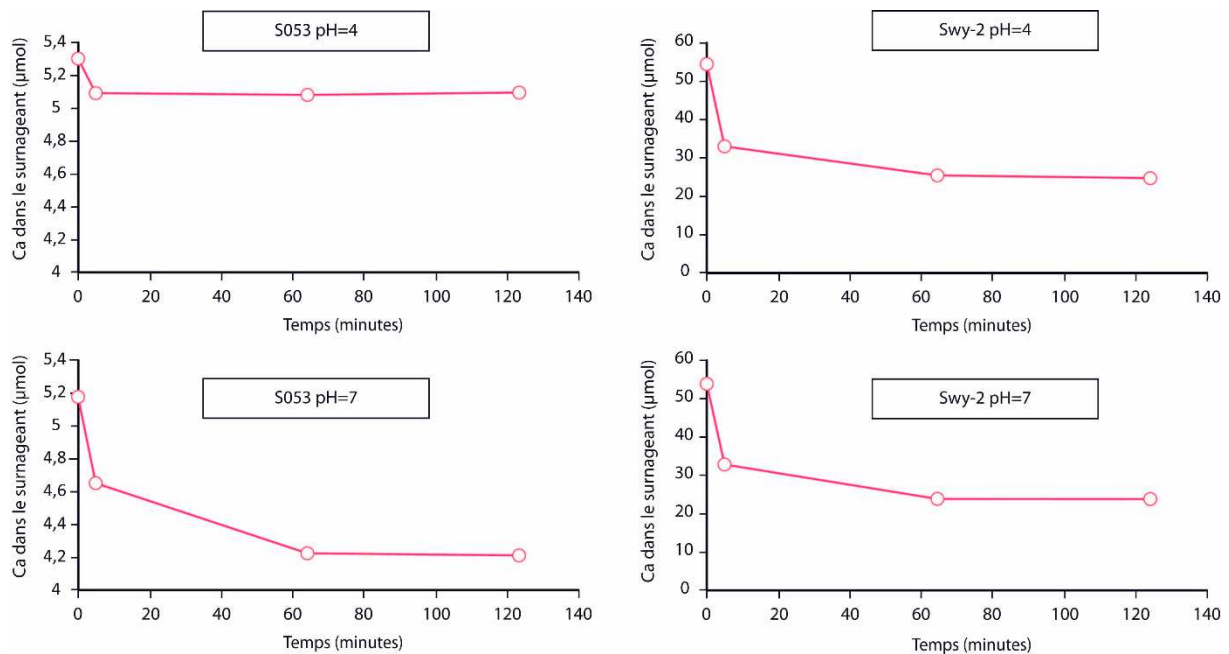 S053 pH=4
Ca dans le surnageant (µmol)
5,4
5,2
5
4,8
4,6
4,4
4,2
4
0 20 40 60 80 100 120 140
Temps (minutes)
Swy-2 pH=4
Ca dans le surnageant (µmol)
60
50
40
30
20
10
0
0 20 40 60 80 100 120 140
Temps (minutes)
S053 pH=7
Ca dans le surnageant (µmol)
5,4
5,2
5
4,8
4,6
4,4
4,2
4
0 20 40 60 80 100 120 140
Temps (minutes)
Swy-2 pH=7
Ca dans le surnageant (µmol)
60
50
40
30
20
10
0
0 20 40 60 80 100 120 140
Temps (minutes)